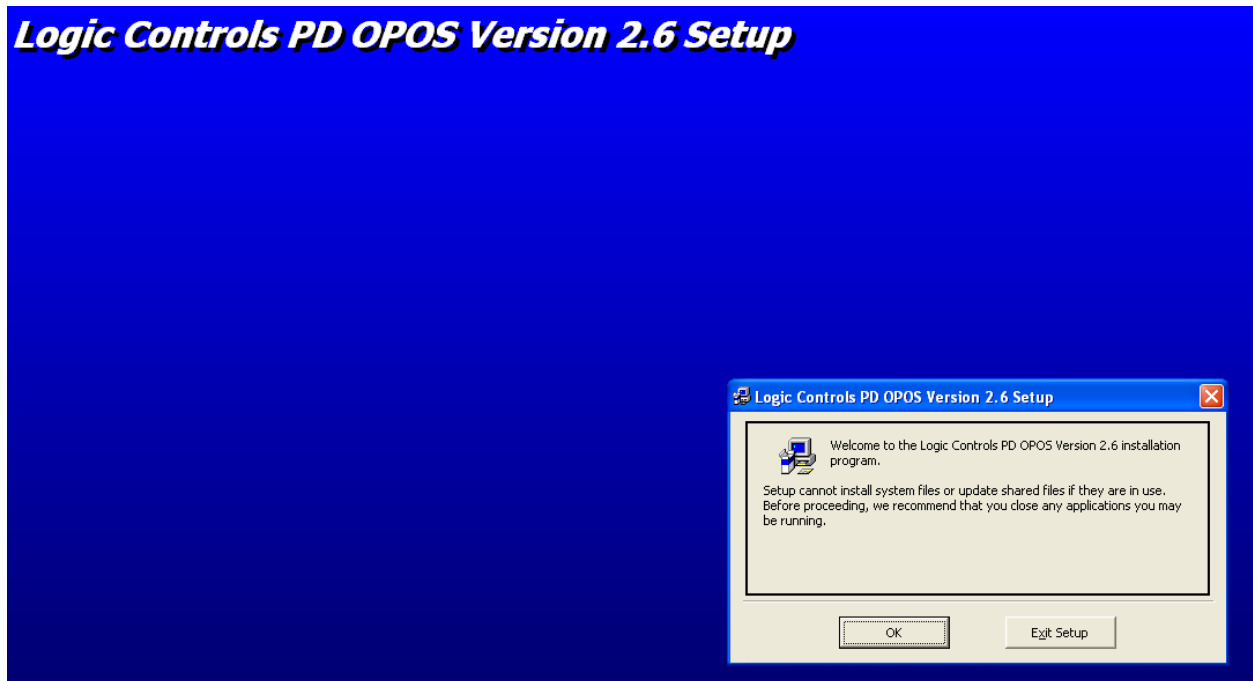 Logic Controls PD OPOS Version 2.6 Setup
Logic Controls PD OPOS Version 2.6 Setup
Welcome to the Logic Controls PD OPOS Version 2.6 installation
program.
Setup cannot install system files or update shared files if they are in use.
Before proceeding, we recommend that you close any applications you may
be running.
OK
Exit Setup